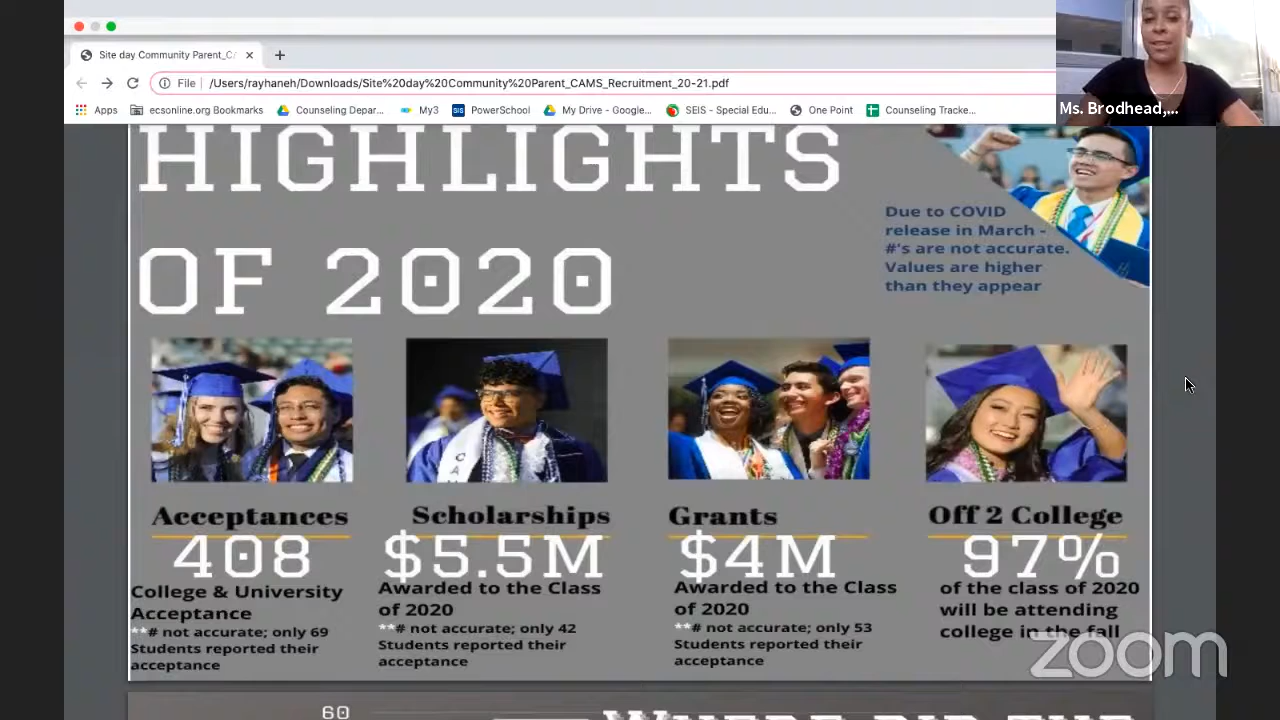 Site day Community Parent_CA
File | /Users/rayhaneh/Downloads/Site%20day%20Community%20Parent_CAMS_Recruitment_20-21.pdf
Apps ecsonline.org Bookmarks Counseling Depar... My3 PowerSchool My Drive - Google... SEIS - Special Edu... One Point Counseling Tracke...
Ms. Brodhead,...
HIGHLIGHTS
OF 2020
Due to COVID
release in March -
#'s are not accurate.
Values are higher
than they appear
CAN
Acceptances
408
College & University
Acceptance
**# not accurate; only 69
Students reported their
acceptance
Scholarships
$5.5M
Awarded to the Class
of 2020
**# not accurate; only 42
Students reported their
acceptance
Grants
$4M
Awarded to the Class
of 2020
**# not accurate; only 53
Students reported their
acceptance
Off 2 College
97%
of the class of 2020
will be attending
college in the fall
zoom
60
WHERE DID THE